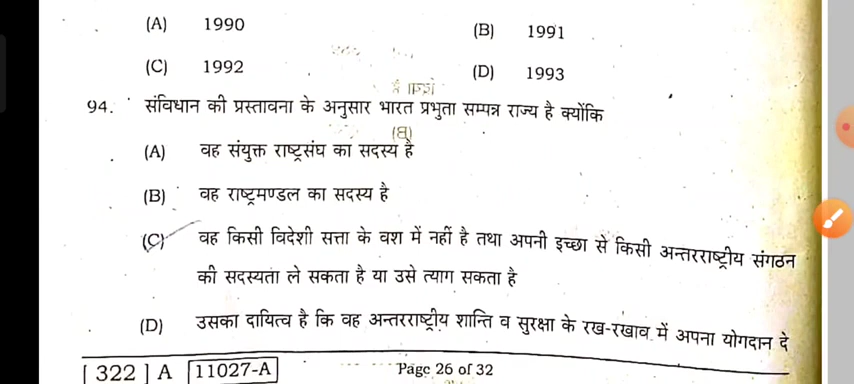 (A) 1990 (B) 1991
(C) 1992 (D) 1993
94. संविधान की प्रस्तावना के अनुसार भारत प्रभुता सम्पन्न राज्य है क्योंकि
(A) वह संयुक्त राष्ट्रसंघ का सदस्य है
(B) वह राष्ट्रमण्डल का सदस्य है
(C) वह किसी विदेशी सत्ता के वश में नहीं है तथा अपनी इच्छा से किसी अन्तरराष्ट्रीय संगठन
की सदस्यता ले सकता है या उसे त्याग सकता है
(D) उसका दायित्व है कि वह अन्तरराष्ट्रीय शान्ति व सुरक्षा के रख-रखाव में अपना योगदान दे
[ 322 ] A 11027-A Page 26 of 32